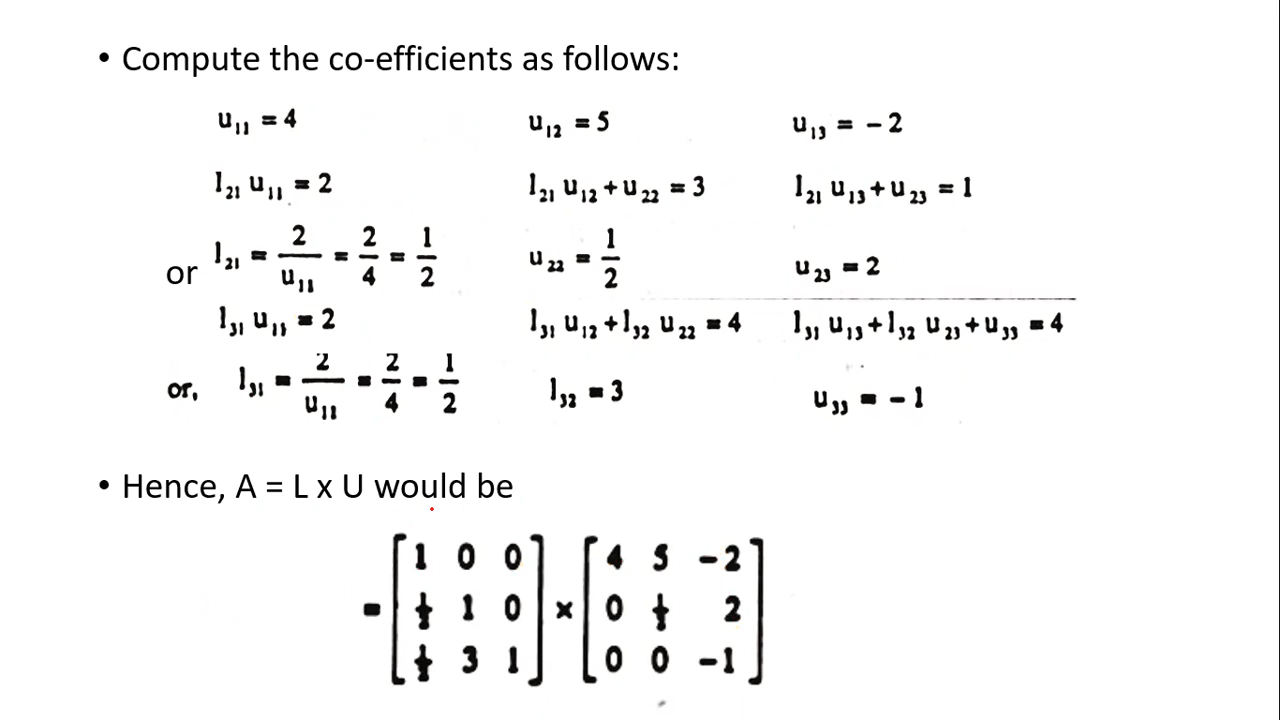 • Compute the co-efficients as follows:
u₁₁ = 4 u₁₂ = 5 u₁₃ = - 2
l₂₁ u₁₁ = 2 l₂₁ u₁₂ + u₂₂ = 3 l₂₁ u₁₃ + u₂₃ = 1
or l₂₁ = 2/u₁₁ = 2/4 = 1/2 u₂₂ = 1/2 u₂₃ = 2
l₃₁ u₁₁ = 2 l₃₁ u₁₂ + l₃₂ u₂₂ = 4 l₃₁ u₁₃ + l₃₂ u₂₃ + u₃₃ = 4
or, l₃₁ = 2/u₁₁ = 2/4 = 1/2 l₃₂ = 3 u₃₃ = - 1
• Hence, A = L x U would be
[1 0 0] [4 5 -2]
= [½ 1 0] × [0 ½ 2]
[½ 3 1] [0 0 -1]